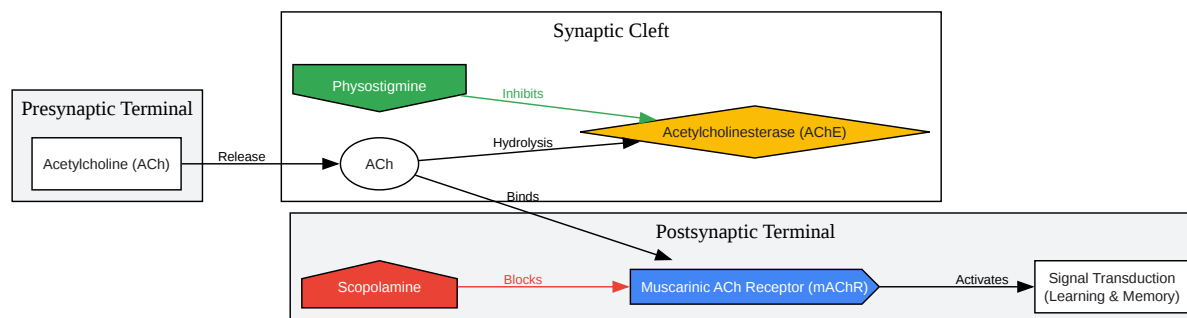 Synaptic Cleft
Physostigmine
Inhibits
Presynaptic Terminal
Acetylcholine (ACh)
Release
ACh
Hydrolysis
Acetylcholinesterase (AChE)
Binds
Postsynaptic Terminal
Scopolamine
Blocks
Muscarinic ACh Receptor (mAChR)
Activates
Signal Transduction
(Learning & Memory)